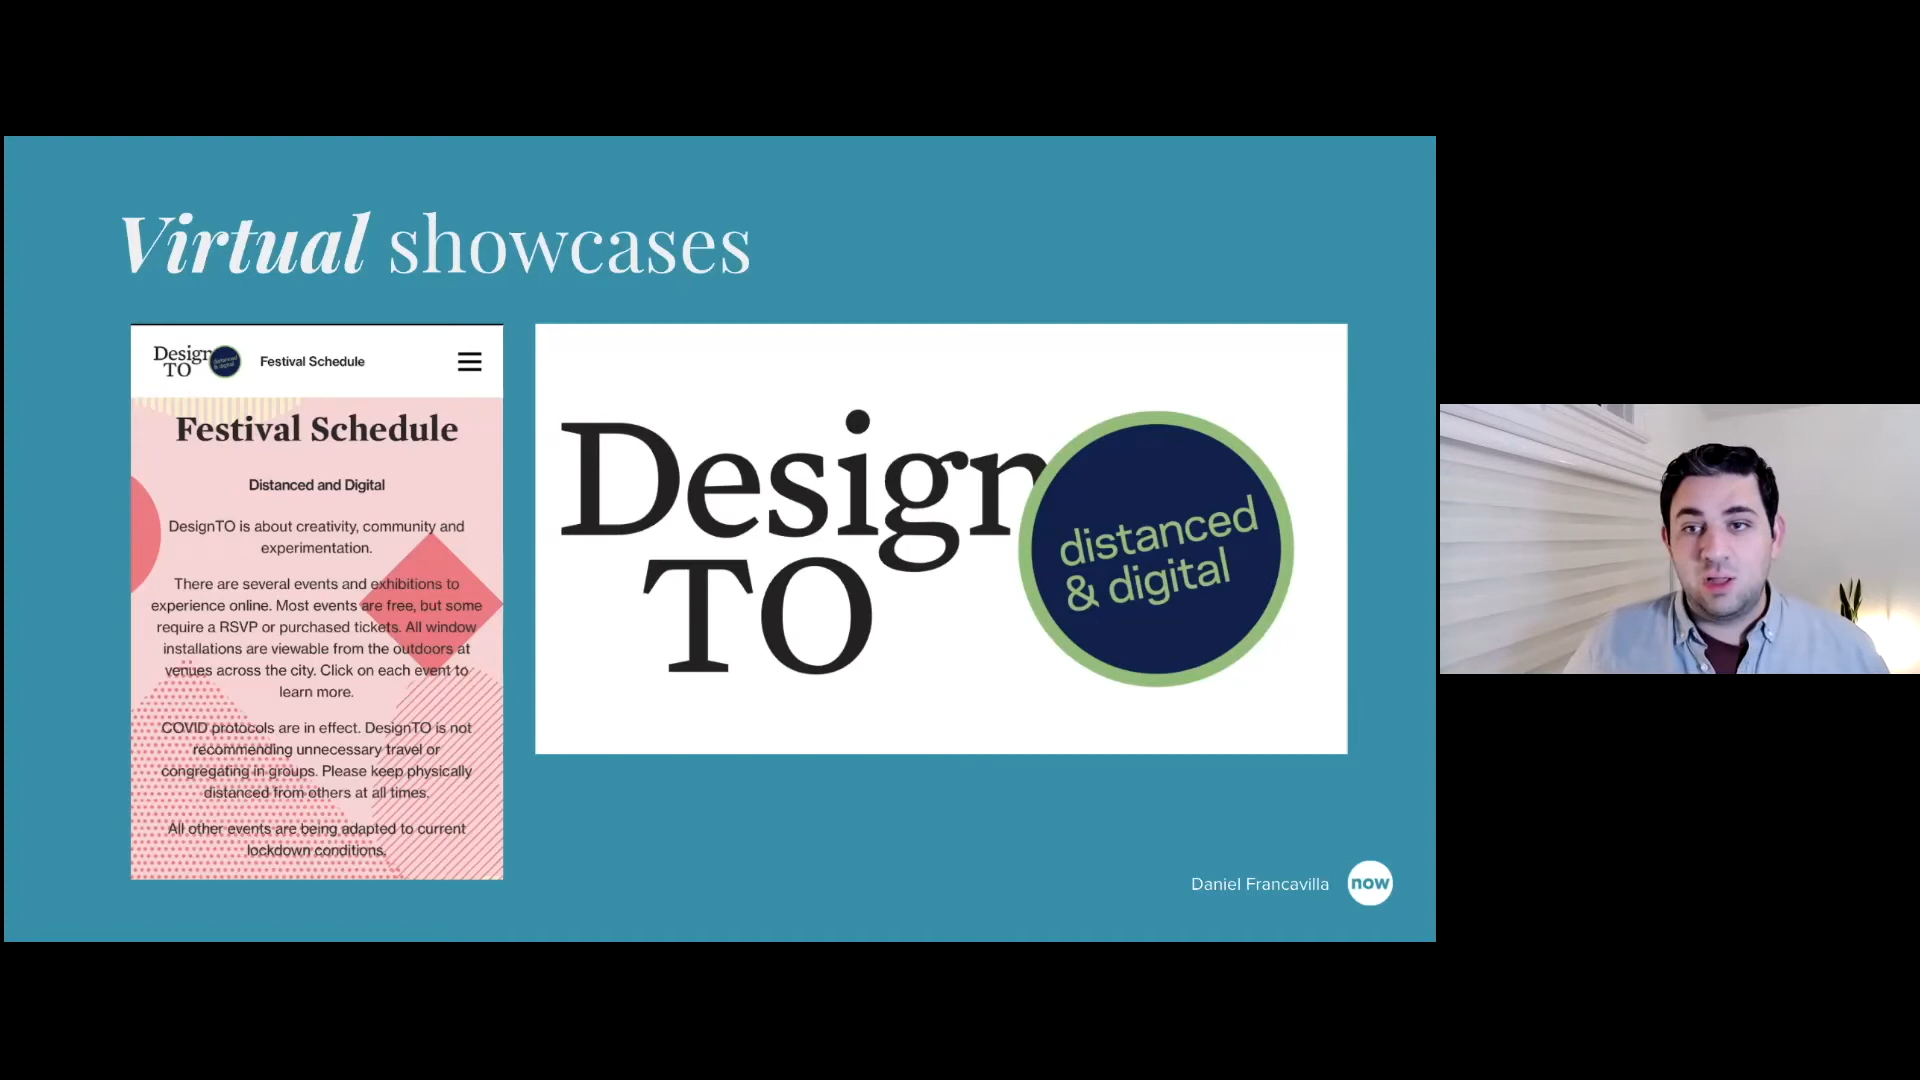 Virtual showcases
Design
TO
distanced
& digital
Festival Schedule
Festival Schedule
Distanced and Digital
DesignTO is about creativity, community and
experimentation.
There are several events and exhibitions to
experience online. Most events are free, but some
require a RSVP or purchased tickets. All window
installations are viewable from the outdoors at
venues across the city. Click on each event to
learn more.
COVID protocols are in effect. DesignTO is not
recommending unnecessary travel or
congregating in groups. Please keep physically
distanced from others at all times.
All other events are being adapted to current
lockdown conditions.
Design
TO
distanced
& digital
Daniel Francavilla
now